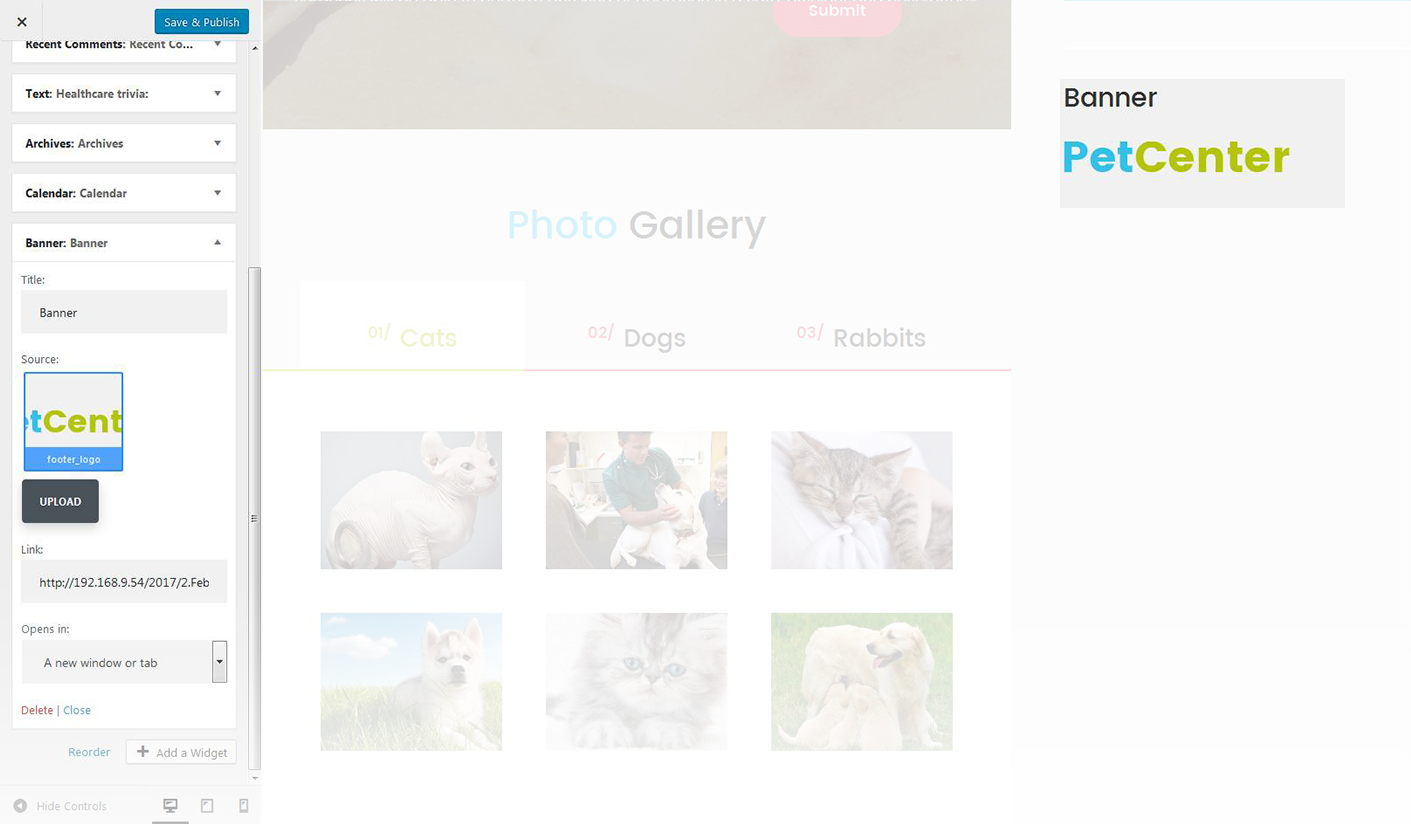 Save & Publish
Recent Comments: Recent Co...
Text: Healthcare trivia:
Archives: Archives
Calendar: Calendar
Banner: Banner
Title:
Banner
Source:
etCent
footer_logo
UPLOAD
Link:
http://192.168.9.54/2017/2.Feb
Opens in:
A new window or tab
Delete | Close
Reorder
Add a Widget
Hide Controls
Submit
Photo Gallery
01/ Cats
02/ Dogs
03/ Rabbits
Banner
PetCenter